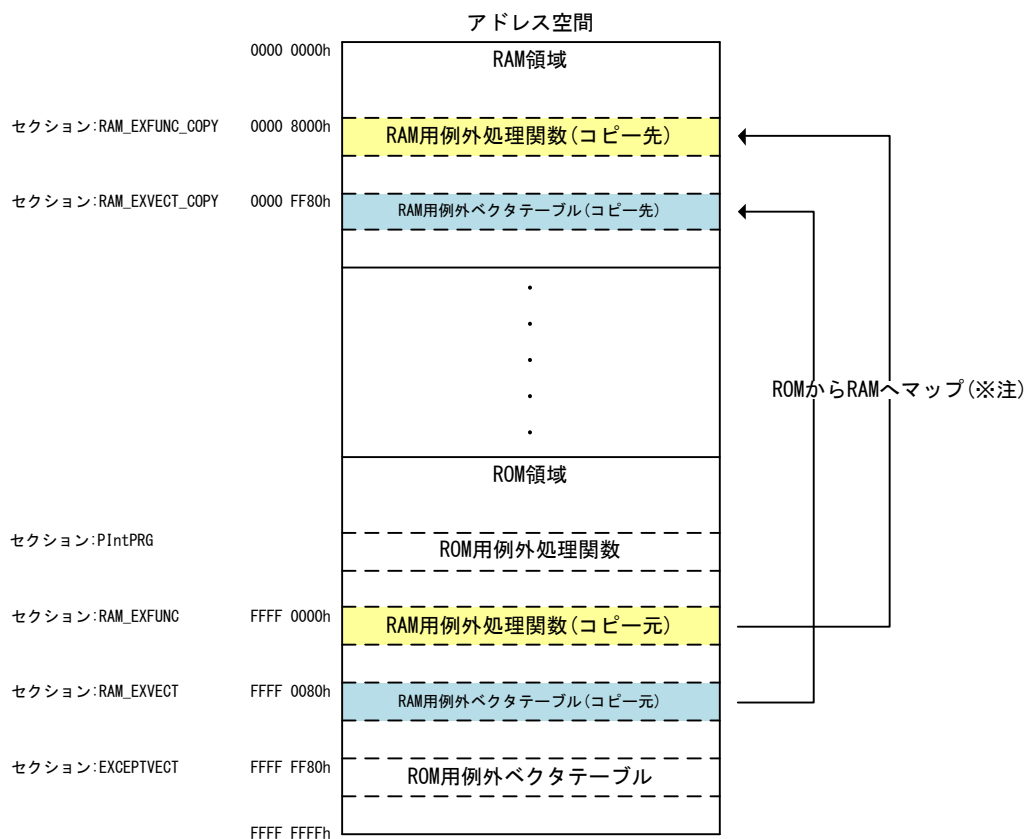 アドレス空間
0000 0000h
RAM領域
セクション:RAM_EXFUNC_COPY 0000 8000h RAM用例外処理関数(コピー先)
セクション:RAM_EXVECT_COPY 0000 FF80h RAM用例外ベクタテーブル(コピー先)
ROMからRAMへマップ(※注)
ROM領域
セクション:PIntPRG ROM用例外処理関数
セクション:RAM_EXFUNC FFFF 0000h RAM用例外処理関数(コピー元)
セクション:RAM_EXVECT FFFF 0080h RAM用例外ベクタテーブル(コピー元)
セクション:EXCEPTVECT FFFF FF80h ROM用例外ベクタテーブル
FFFF FFFFh